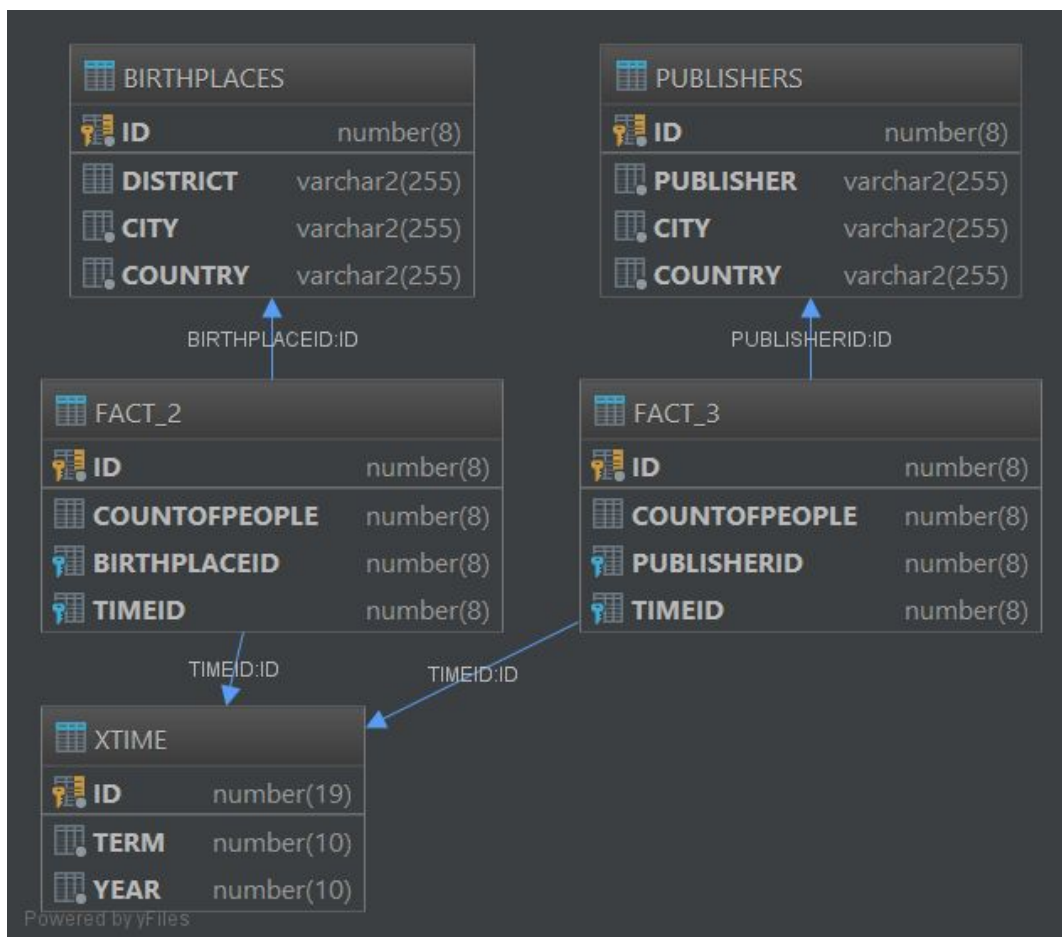 BIRTHPLACES
ID number(8)
DISTRICT varchar2(255)
CITY varchar2(255)
COUNTRY varchar2(255)
PUBLISHERS
ID number(8)
PUBLISHER varchar2(255)
CITY varchar2(255)
COUNTRY varchar2(255)
BIRTHPLACEID:ID
PUBLISHERID:ID
FACT_2
ID number(8)
COUNTOFPEOPLE number(8)
BIRTHPLACEID number(8)
TIMEID number(8)
FACT_3
ID number(8)
COUNTOFPEOPLE number(8)
PUBLISHERID number(8)
TIMEID number(8)
TIMEID:ID
TIMEID:ID
XTIME
ID number(19)
TERM number(10)
YEAR number(10)
Powered by yFiles